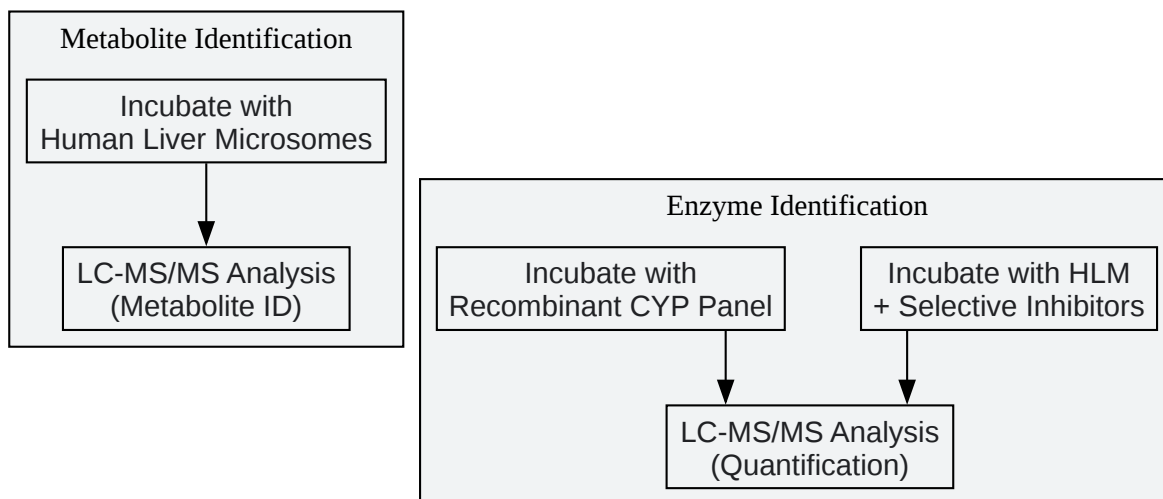 Metabolite Identification
Incubate with
Human Liver Microsomes
LC-MS/MS Analysis
(Metabolite ID)
Enzyme Identification
Incubate with
Recombinant CYP Panel
Incubate with HLM
+ Selective Inhibitors
LC-MS/MS Analysis
(Quantification)